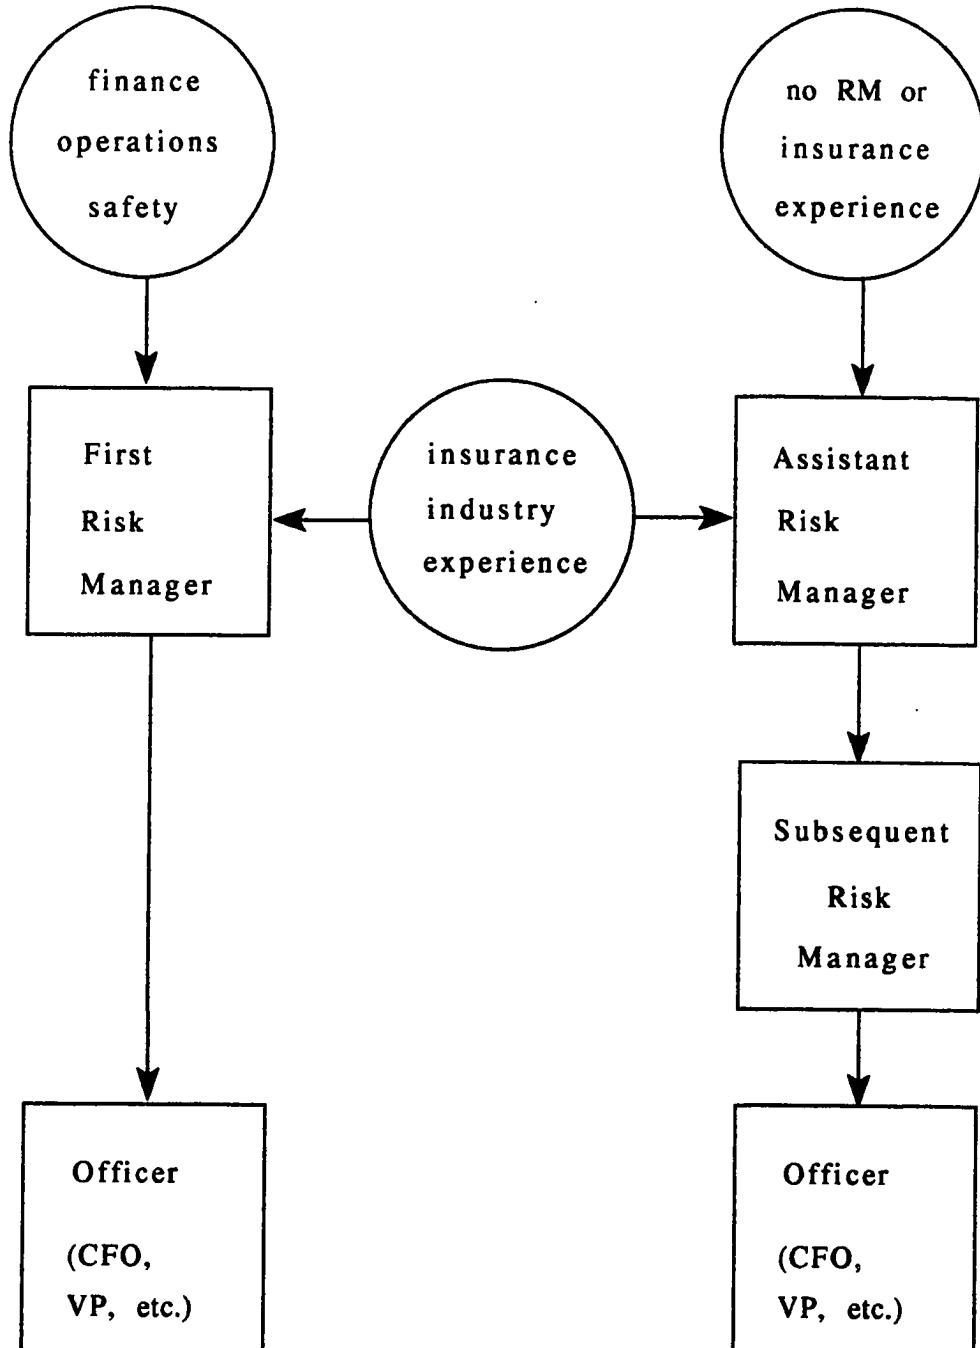 finance
operations
safety
no RM or
insurance
experience
First
Risk
Manager
insurance
industry
experience
Assistant
Risk
Manager
Subsequent
Risk
Manager
Officer
(CFO,
VP, etc.)
Officer
(CFO,
VP, etc.)